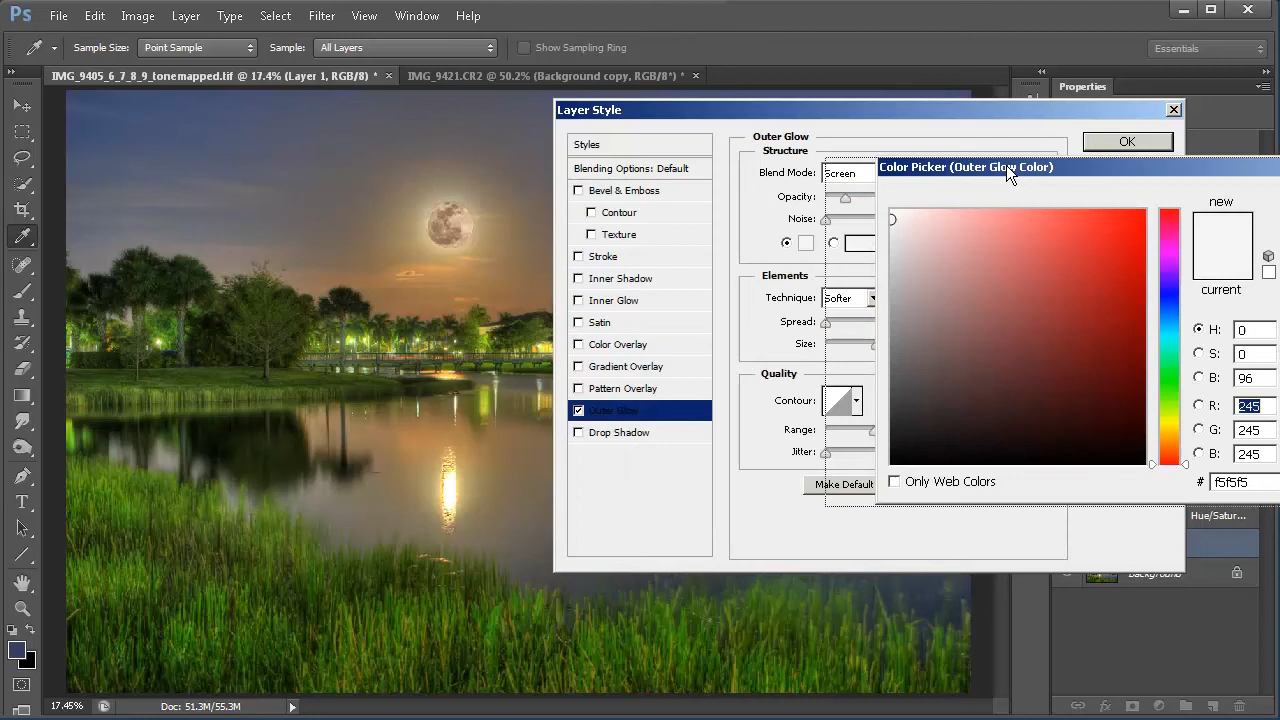 Ps File Edit Image Layer Type Select Filter View Window Help
Sample Size: Point Sample Sample: All Layers Show Sampling Ring Essentials
IMG_9405_6_7_8_9_tonemapped.tif @ 17.4% (Layer 1, RGB/8) * × IMG_9421.CR2 @ 50.2% (Background copy, RGB/8*) * ×
Properties
Layer Style
Styles
Blending Options: Default
Bevel & Emboss
Contour
Texture
Stroke
Inner Shadow
Inner Glow
Satin
Color Overlay
Gradient Overlay
Pattern Overlay
Outer Glow
Drop Shadow
Outer Glow
Structure
Blend Mode: Screen
Opacity:
Noise:
Elements
Technique: Softer
Spread:
Size:
Quality
Contour:
Range:
Jitter:
Make Default
OK
Color Picker (Outer Glow Color)
new
current
H: 0
S: 0
B: 96
R: 245
G: 245
B: 245
# f5f5f5
Only Web Colors
Hue/Satur...
Background
17.45% Doc: 51.3M/55.3M